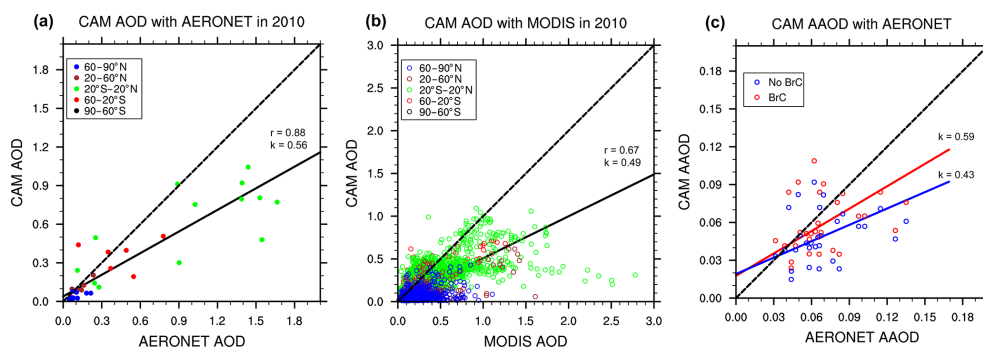 (a) CAM AOD with AERONET in 2010
CAM AOD
1.8
1.5
1.2
0.9
0.6
0.3
0.0
60-90°N
20-60°N
20°S-20°N
60-20°S
90-60°S
r = 0.88
k = 0.56
0.0 0.3 0.6 0.9 1.2 1.5 1.8
AERONET AOD
(b) CAM AOD with MODIS in 2010
CAM AOD
3.0
2.5
2.0
1.5
1.0
0.5
0.0
60-90°N
20-60°N
20°S-20°N
60-20°S
90-60°S
r = 0.67
k = 0.49
0.0 0.5 1.0 1.5 2.0 2.5 3.0
MODIS AOD
(c) CAM AAOD with AERONET
CAM AAOD
0.18
0.15
0.12
0.09
0.06
0.03
0.00
No BrC
BrC
k = 0.59
k = 0.43
0.00 0.03 0.06 0.09 0.12 0.15 0.18
AERONET AAOD